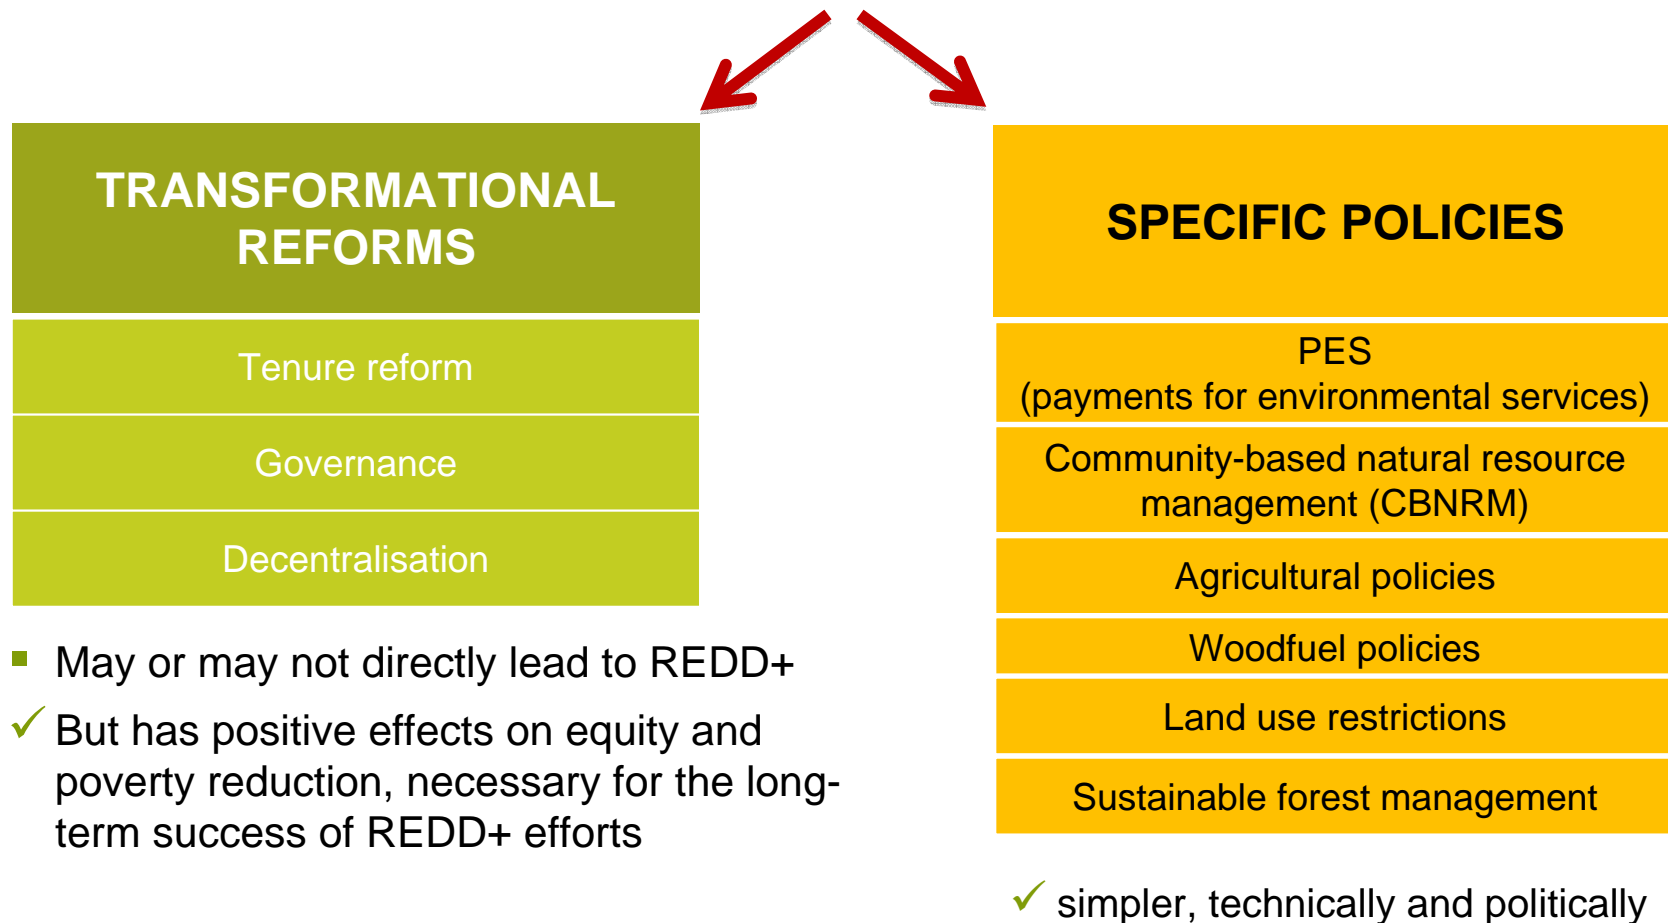 TRANSFORMATIONAL
REFORMS
Tenure reform
Governance
Decentralisation
May or may not directly lead to REDD+
But has positive effects on equity and
poverty reduction, necessary for the long-
term success of REDD+ efforts
SPECIFIC POLICIES
PES
(payments for environmental services)
Community-based natural resource
management (CBNRM)
Agricultural policies
Woodfuel policies
Land use restrictions
Sustainable forest management
simpler, technically and politically